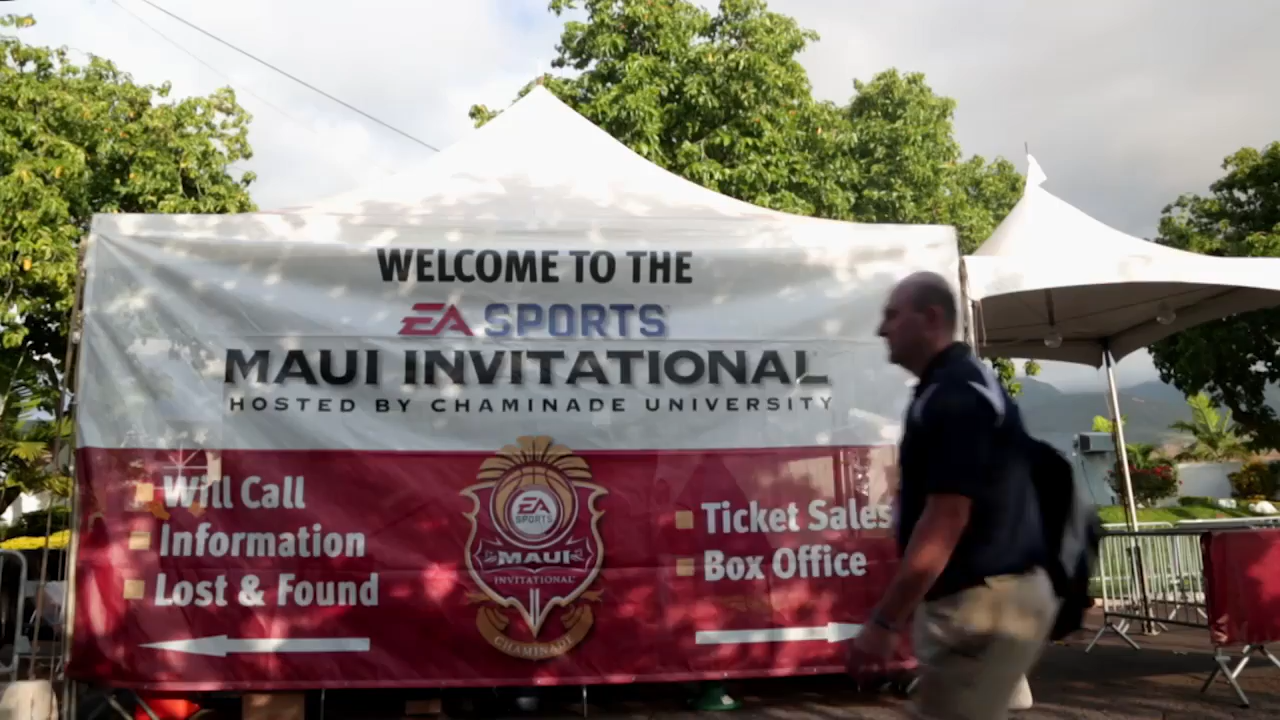 WELCOME TO THE
EA SPORTS
MAUI INVITATIONAL
HOSTED BY CHAMINADE UNIVERSITY
Will Call
Information
Lost & Found
EA
SPORTS
MAUI
INVITATIONAL
CHAMINADE
Ticket Sales
Box Office